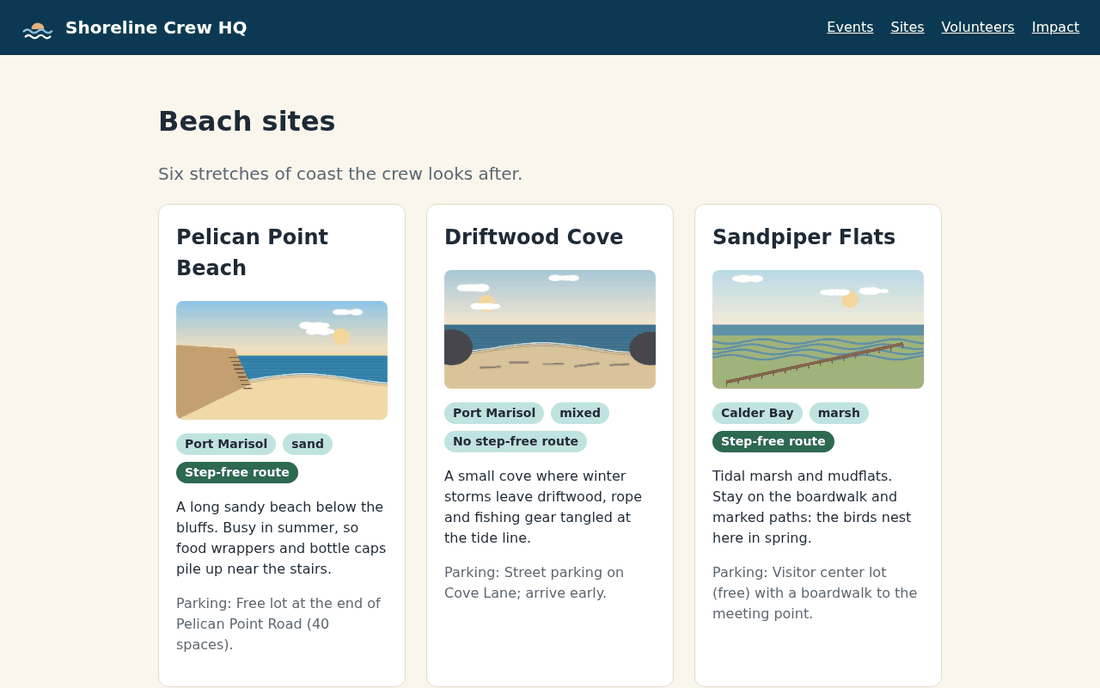 Shoreline Crew HQ
Events Sites Volunteers Impact
Beach sites
Six stretches of coast the crew looks after.
Pelican Point
Beach
Port Marisol sand
Step-free route
A long sandy beach below the
bluffs. Busy in summer, so
food wrappers and bottle caps
pile up near the stairs.
Parking: Free lot at the end of
Pelican Point Road (40
spaces).
Driftwood Cove
Port Marisol mixed
No step-free route
A small cove where winter
storms leave driftwood, rope
and fishing gear tangled at
the tide line.
Parking: Street parking on
Cove Lane; arrive early.
Sandpiper Flats
Calder Bay marsh
Step-free route
Tidal marsh and mudflats.
Stay on the boardwalk and
marked paths: the birds nest
here in spring.
Parking: Visitor center lot
(free) with a boardwalk to the
meeting point.